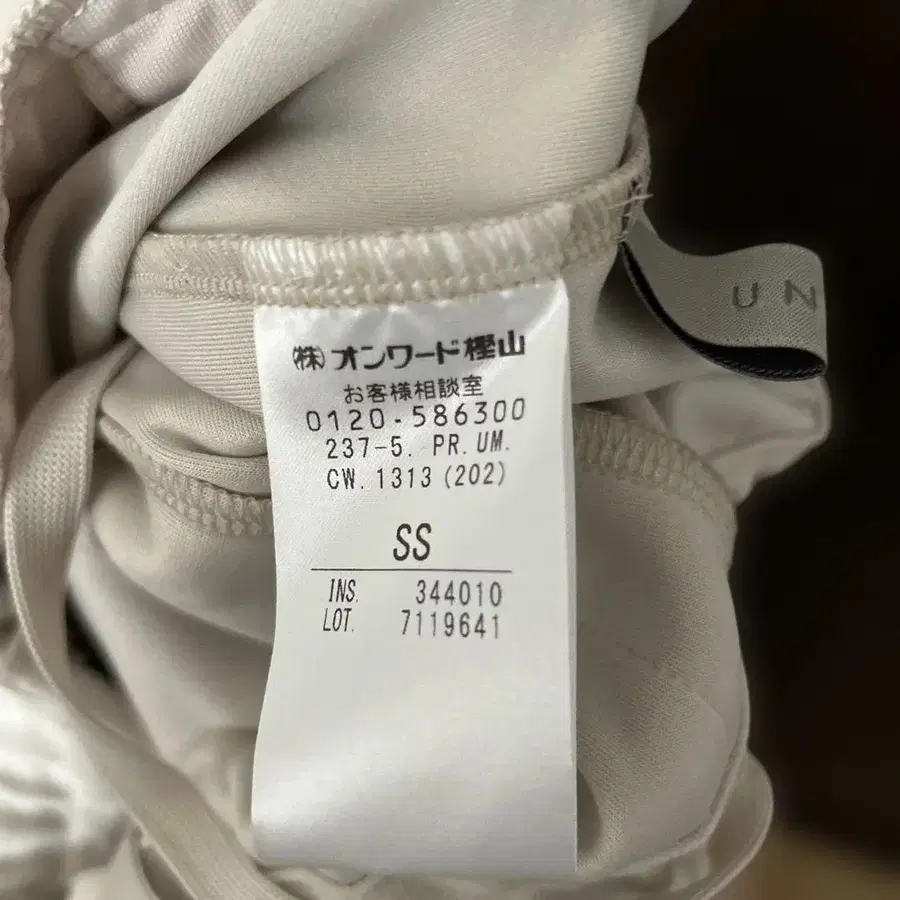 ㈱オンワード樫山
お客様相談室
0120-586300
237-5. PR. UM.
CW. 1313 (202)
SS
INS. 344010
LOT. 7119641
UN